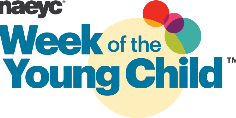 naeyc®
Week of the
Young Child™